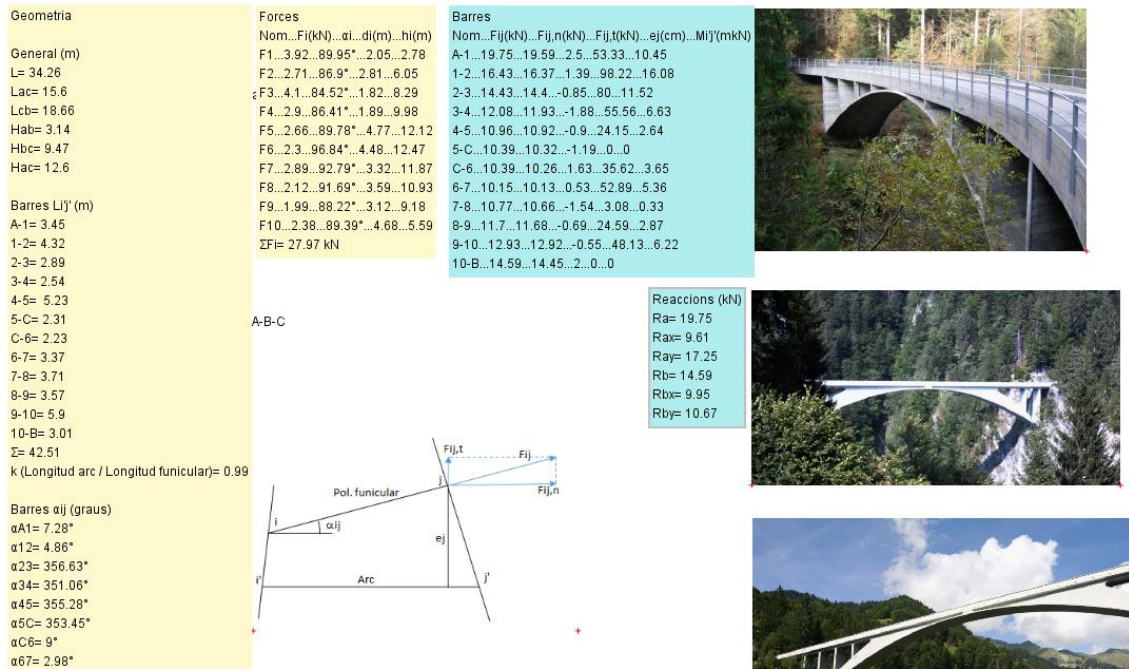 Geometria
General (m)
L= 34.26
Lac= 15.6
Lcb= 18.66
Hab= 3.14
Hbc= 9.47
Hac= 12.6
Barres Li'j' (m)
A-1= 3.45
1-2= 4.32
2-3= 2.89
3-4= 2.54
4-5= 5.23
5-C= 2.31
C-6= 2.23
6-7= 3.37
7-8= 3.71
8-9= 3.57
9-10= 5.9
10-B= 3.01
Σ= 42.51
k (Longitud arc / Longitud funicular)= 0.99
Barres αij (graus)
αA1= 7.28°
α12= 4.86°
α23= 356.63°
α34= 351.06°
α45= 355.28°
α5C= 353.45°
αC6= 9°
α67= 2.98°
Forces
Nom...Fi(kN)...αi...di(m)...hi(m)
F1...3.92...89.95°...2.05...2.78
F2...2.71...86.9°...2.81...6.05
F3...4.1...84.52°...1.82...8.29
F4...2.9...86.41°...1.89...9.98
F5...2.66...89.78°...4.77...12.12
F6...2.3...96.84°...4.48...12.47
F7...2.89...92.79°...3.32...11.87
F8...2.12...91.69°...3.59...10.93
F9...1.99...88.22°...3.12...9.18
F10...2.38...89.39°...4.68...5.59
ΣFi= 27.97 kN
Barres
Nom...Fij(kN)...Fij,n(kN)...Fij,t(kN)...ej(cm)...Mi'j'(mkN)
A-1...19.75...19.59...2.5...53.33...10.45
1-2...16.43...16.37...1.39...98.22...16.08
2-3...14.43...14.4...-0.85...80...11.52
3-4...12.08...11.93...-1.88...55.56...6.63
4-5...10.96...10.92...-0.9...24.15...2.64
5-C...10.39...10.32...-1.19...0...0
C-6...10.39...10.26...1.63...35.62...3.65
6-7...10.15...10.13...0.53...52.89...5.36
7-8...10.77...10.66...-1.54...3.08...0.33
8-9...11.7...11.68...-0.69...24.59...2.87
9-10...12.93...12.92...-0.55...48.13...6.22
10-B...14.59...14.45...2...0...0
Reaccions (kN)
Ra= 19.75
Rax= 9.61
Ray= 17.25
Rb= 14.59
Rbx= 9.95
Rby= 10.67
A-B-C
Fij,t
Fij
j
Fij,n
Pol. funicular
i
αij
ej
i'
Arc
j'